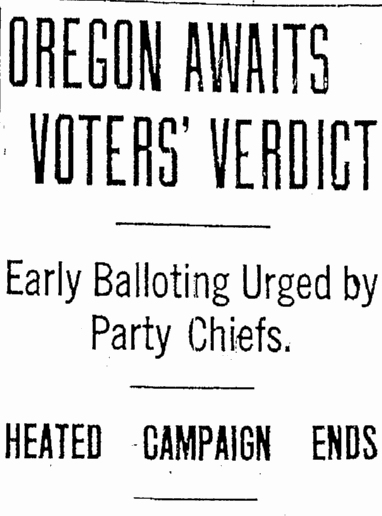 OREGON AWAITS
VOTERS' VERDICT
Early Balloting Urged by
Party Chiefs.
HEATED CAMPAIGN ENDS